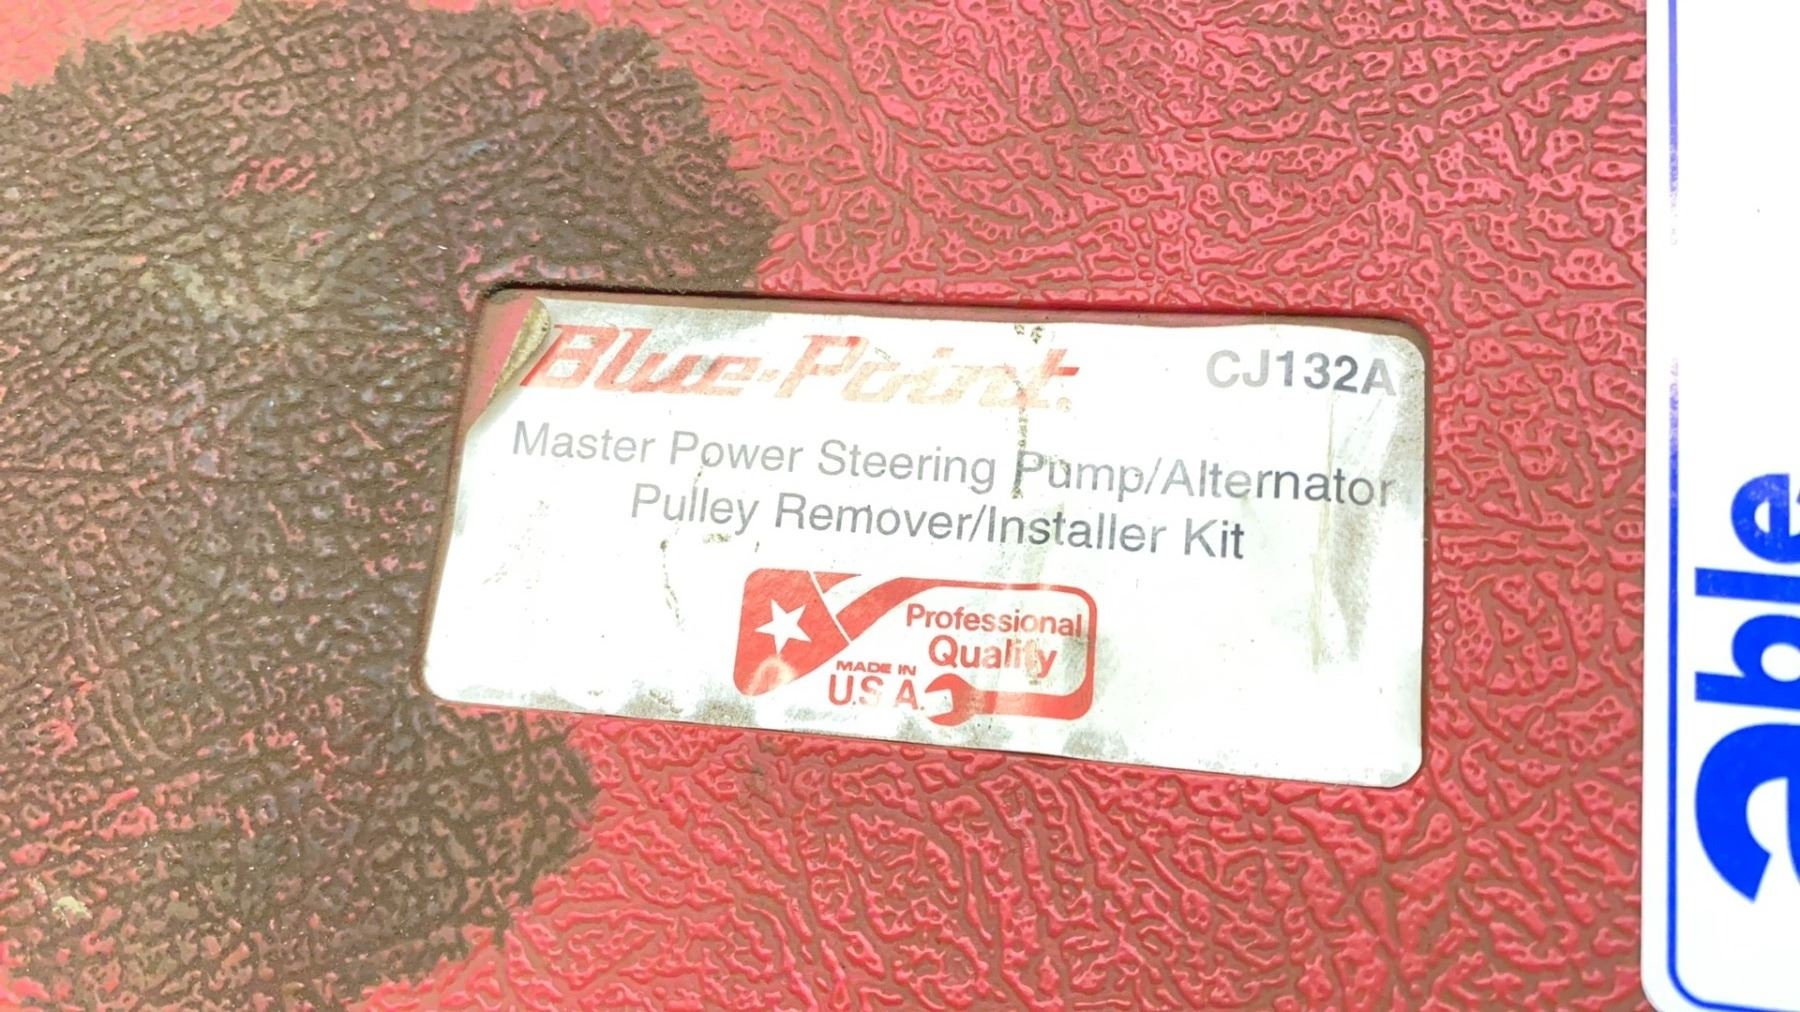 Blue-Point.
CJ132A
Master Power Steering Pump/Alternator
Pulley Remover/Installer Kit
Professional
Quality
MADE IN
U.S.A.
able